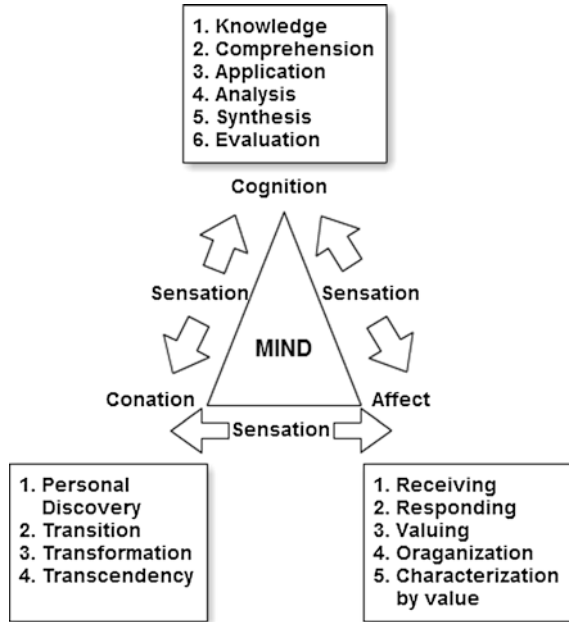 1. Knowledge
2. Comprehension
3. Application
4. Analysis
5. Synthesis
6. Evaluation
Cognition
Sensation
Sensation
MIND
Conation
Affect
Sensation
1. Personal
Discovery
2. Transition
3. Transformation
4. Transcendency
1. Receiving
2. Responding
3. Valuing
4. Oraganization
5. Characterization
by value